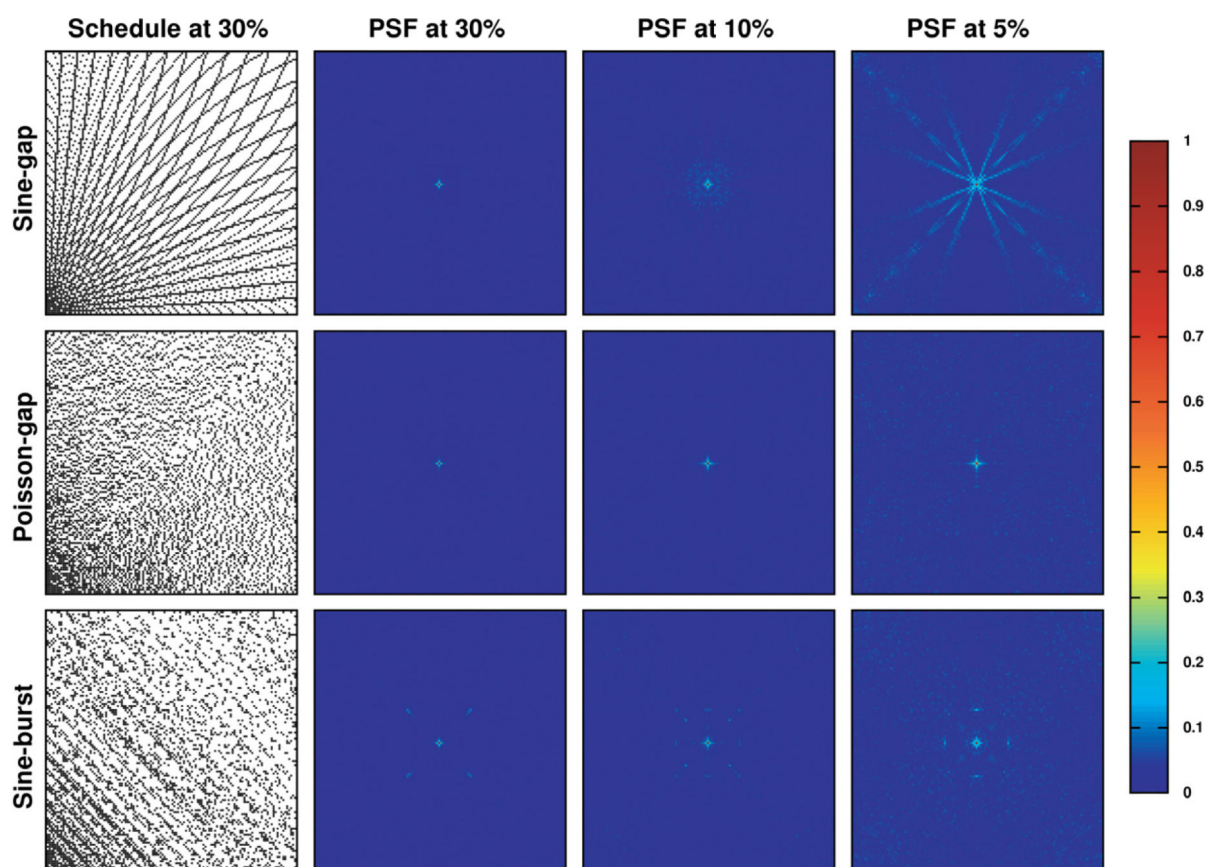 Schedule at 30% PSF at 30% PSF at 10% PSF at 5%
Sine-gap
Poisson-gap
Sine-burst
1
0.9
0.8
0.7
0.6
0.5
0.4
0.3
0.2
0.1
0